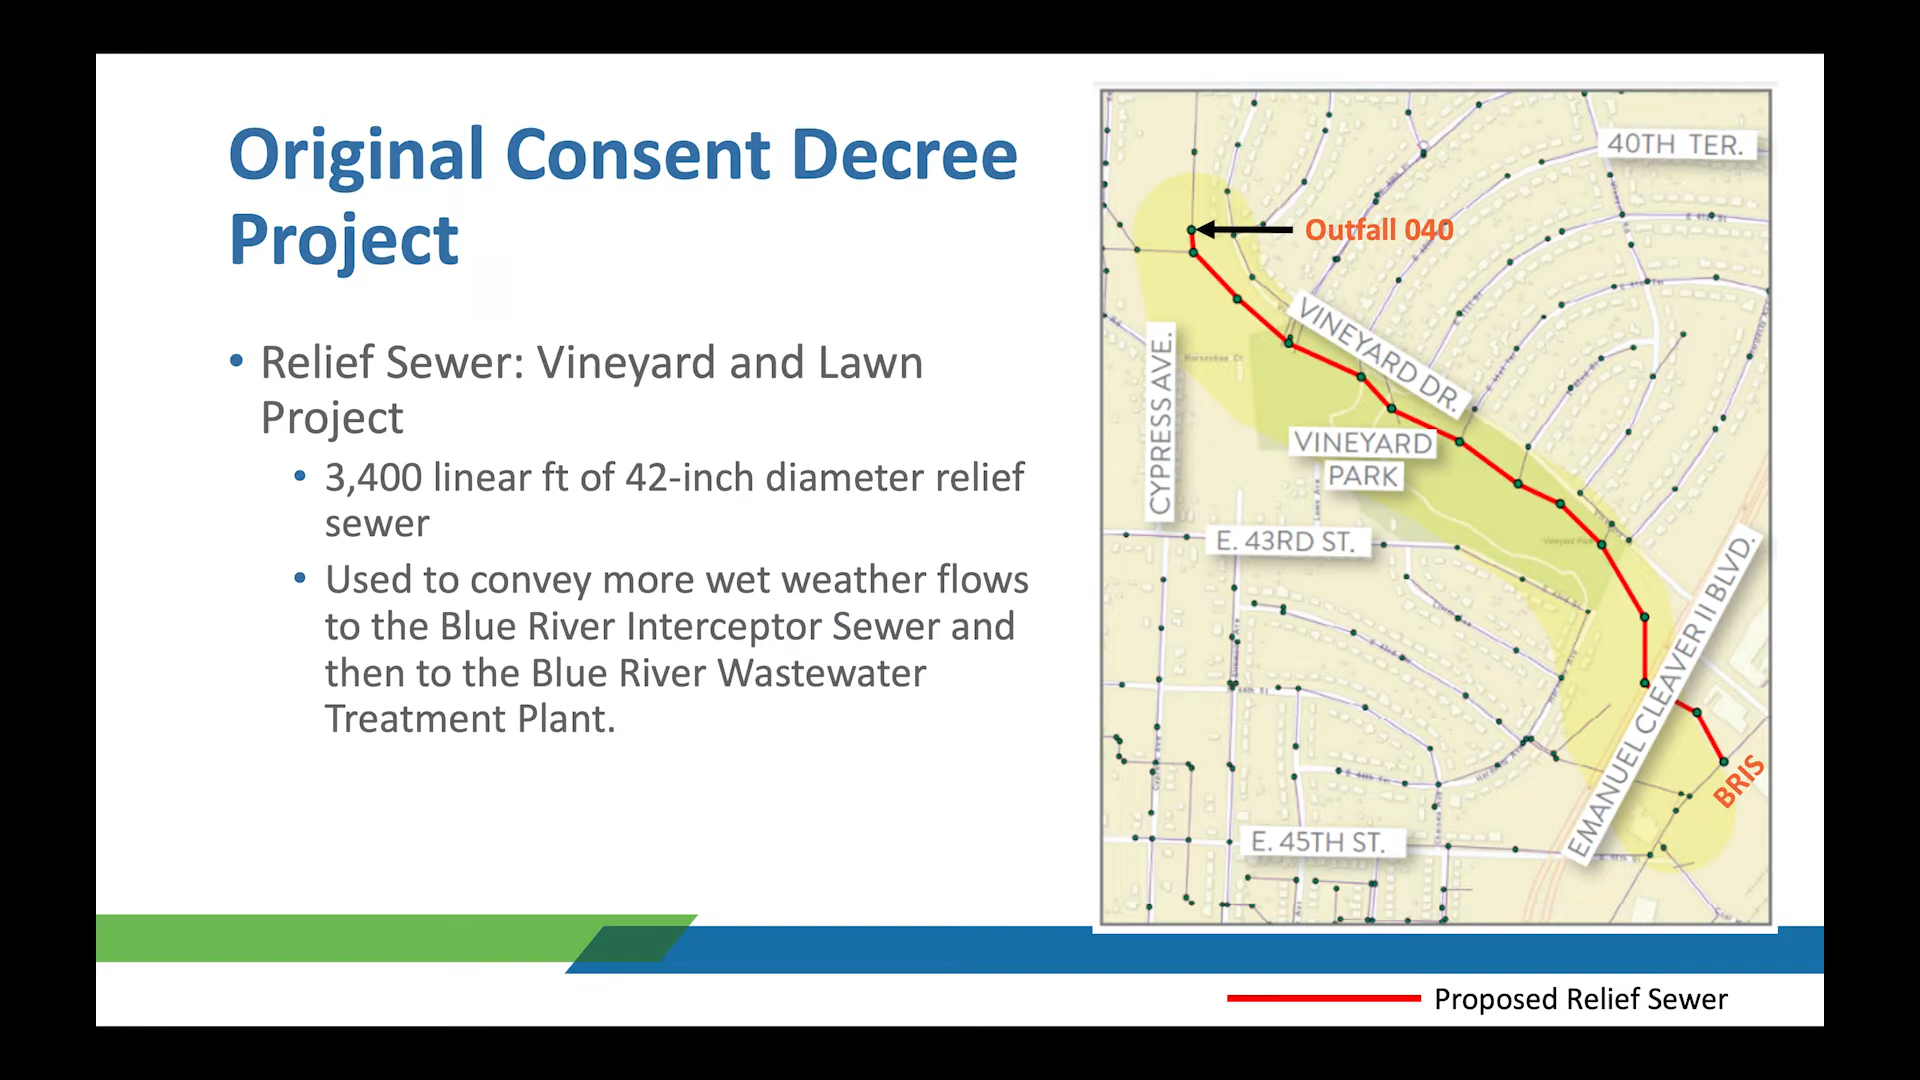 Original Consent Decree
Project
• Relief Sewer: Vineyard and Lawn
Project
• 3,400 linear ft of 42-inch diameter relief
sewer
• Used to convey more wet weather flows
to the Blue River Interceptor Sewer and
then to the Blue River Wastewater
Treatment Plant.
40TH TER.
Outfall 040
VINEYARD DR.
CYPRESS AVE.
VINEYARD
PARK
E. 43RD ST.
EMANUEL CLEAVER II BLVD.
BRIS
E. 45TH ST.
Proposed Relief Sewer